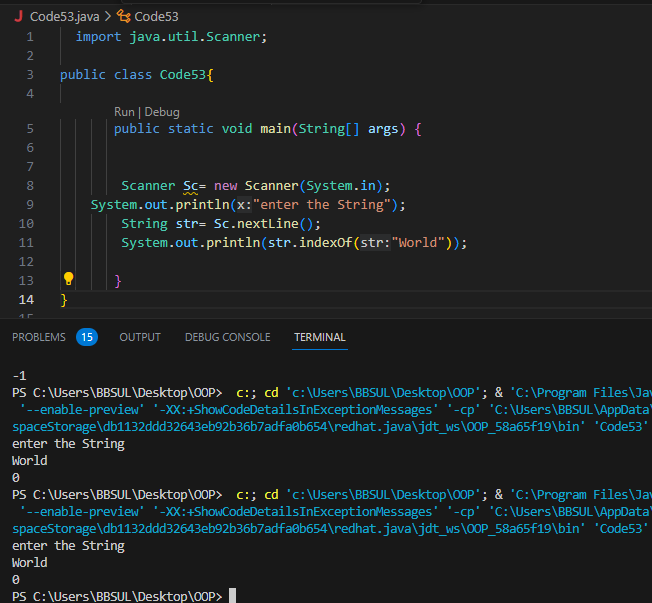 J Code53.java > Code53
1 import java.util.Scanner;
2
3 public class Code53{
4
Run | Debug
5 public static void main(String[] args) {
6
7
8 Scanner Sc= new Scanner(System.in);
9 System.out.println(x:"enter the String");
10 String str= Sc.nextLine();
11 System.out.println(str.indexOf(str:"World"));
12
13 }
14 }
15
PROBLEMS 15 OUTPUT DEBUG CONSOLE TERMINAL
-1
PS C:\Users\BBSUL\Desktop\OOP> c:; cd 'c:\Users\BBSUL\Desktop\OOP'; & 'C:\Program Files\Jav
'--enable-preview' '-XX:+ShowCodeDetailsInExceptionMessages' '-cp' 'C:\Users\BBSUL\AppData\
spaceStorage\db1132ddd32643eb92b36b7adfa0b654\redhat.java\jdt_ws\OOP_58a65f19\bin' 'Code53'
enter the String
World
0
PS C:\Users\BBSUL\Desktop\OOP> c:; cd 'c:\Users\BBSUL\Desktop\OOP'; & 'C:\Program Files\Jav
'--enable-preview' '-XX:+ShowCodeDetailsInExceptionMessages' '-cp' 'C:\Users\BBSUL\AppData\
spaceStorage\db1132ddd32643eb92b36b7adfa0b654\redhat.java\jdt_ws\OOP_58a65f19\bin' 'Code53'
enter the String
World
0
PS C:\Users\BBSUL\Desktop\OOP>